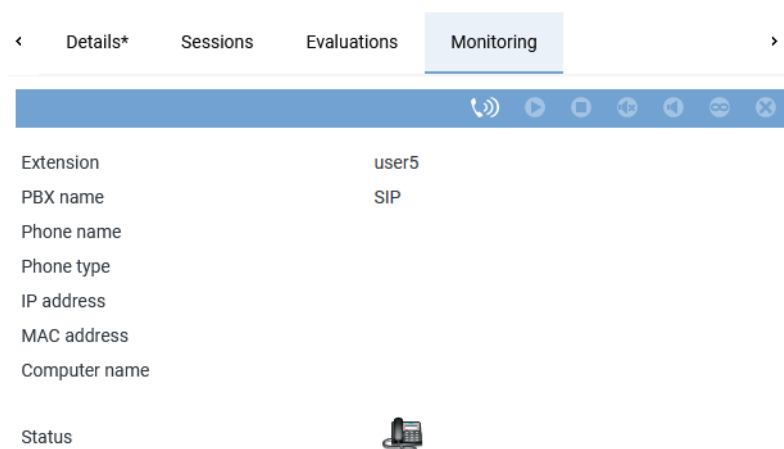 Details* Sessions Evaluations Monitoring
Extension user5
PBX name SIP
Phone name
Phone type
IP address
MAC address
Computer name
Status